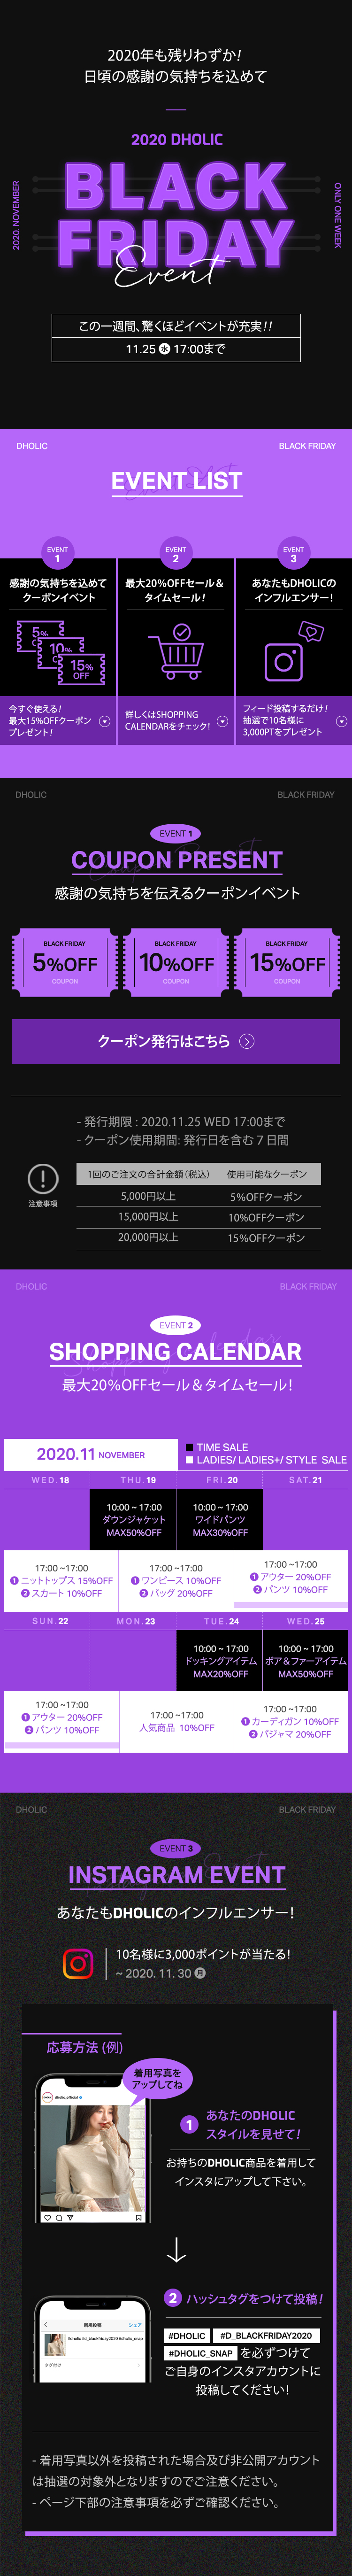 2020年も残りわずか!
日頃の感謝の気持ちを込めて
2020 DHOLIC
2020. NOVEMBER
BLACK
FRIDAY
Event
ONLY ONE WEEK
この一週間、驚くほどイベントが充実!!
11.25 水 17:00まで
DHOLIC
BLACK FRIDAY
EVENT LIST
EVENT
1
感謝の気持ちを込めて
クーポンイベント
5%
10%
15%
OFF
今すぐ使える!
最大15%OFFクーポン
プレゼント!
EVENT
2
最大20%OFFセール&
タイムセール!
詳しくはSHOPPING
CALENDARをチェック!
EVENT
3
あなたもDHOLICの
インフルエンサー!
フィード投稿するだけ!
抽選で10名様に
3,000PTをプレゼント
DHOLIC
BLACK FRIDAY
EVENT 1
COUPON PRESENT
感謝の気持ちを伝えるクーポンイベント
BLACK FRIDAY
5%OFF
COUPON
BLACK FRIDAY
10%OFF
COUPON
BLACK FRIDAY
15%OFF
COUPON
クーポン発行はこちら
- 発行期限 : 2020.11.25 WED 17:00まで
- クーポン使用期間: 発行日を含む 7 日間
注意事項
1回のご注文の合計金額(税込) 使用可能なクーポン
5,000円以上 5%OFFクーポン
15,000円以上 10%OFFクーポン
20,000円以上 15%OFFクーポン
DHOLIC
BLACK FRIDAY
EVENT 2
SHOPPING CALENDAR
最大20%OFFセール&タイムセール!
2020.11 NOVEMBER
TIME SALE
LADIES/ LADIES+/ STYLE SALE
WED.18 THU.19 FRI.20 SAT.21
10:00 ~ 17:00
ダウンジャケット
MAX50%OFF
10:00 ~ 17:00
ワイドパンツ
MAX30%OFF
17:00 ~17:00
1 ニットトップス 15%OFF
2 スカート 10%OFF
17:00 ~17:00
1 ワンピース 10%OFF
2 バッグ 20%OFF
17:00 ~17:00
1 アウター 20%OFF
2 パンツ 10%OFF
SUN.22 MON.23 TUE.24 WED.25
10:00 ~ 17:00
ドッキングアイテム
MAX20%OFF
10:00 ~ 17:00
ボア&ファーアイテム
MAX50%OFF
17:00 ~17:00
1 アウター 20%OFF
2 パンツ 10%OFF
17:00 ~17:00
人気商品 10%OFF
17:00 ~17:00
1 カーディガン 10%OFF
2 パジャマ 20%OFF
DHOLIC
BLACK FRIDAY
EVENT 3
INSTAGRAM EVENT
あなたもDHOLICのインフルエンサー!
10名様に3,000ポイントが当たる!
~ 2020. 11. 30 月
応募方法 (例)
着用写真を
アップしてね
dholic_official
1 あなたのDHOLIC
スタイルを見せて!
お持ちのDHOLIC商品を着用して
インスタにアップして下さい。
新規投稿 シェア
#dholic #d_blackfriday2020 #dholic_snap
タグ付け
2 ハッシュタグをつけて投稿!
#DHOLIC #D_BLACKFRIDAY2020
#DHOLIC_SNAP を必ずつけて
ご自身のインスタアカウントに
投稿してください!
- 着用写真以外を投稿された場合及び非公開アカウント
は抽選の対象外となりますのでご注意ください。
- ページ下部の注意事項を必ずご確認ください。